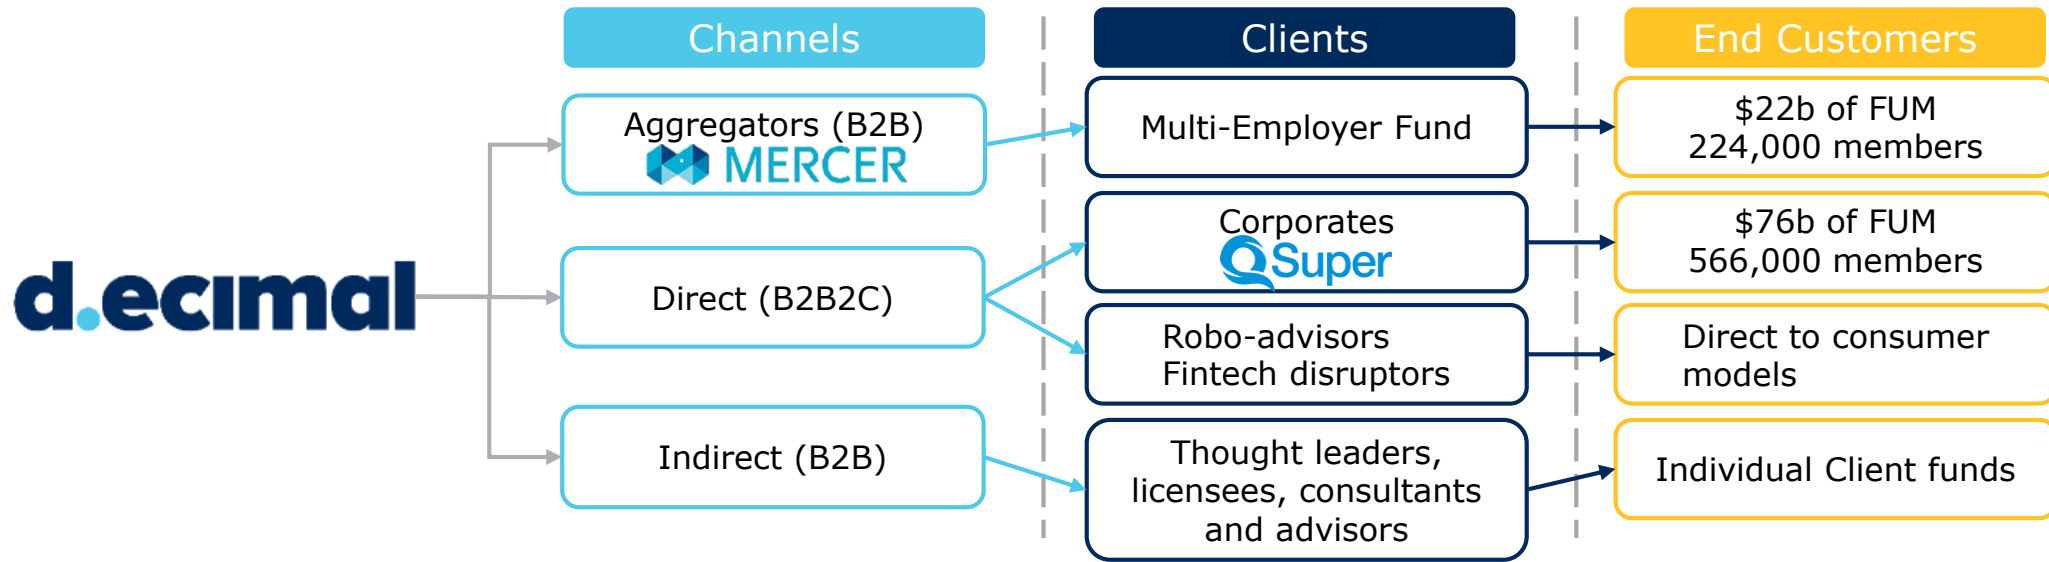 Channels
Clients
End Customers
Aggregators (B2B)
MERCER
Multi-Employer Fund
$22b of FUM
224,000 members
d.ecimal
Direct (B2B2C)
Corporates
QSuper
$76b of FUM
566,000 members
Robo-advisors
Fintech disruptors
Direct to consumer
models
Indirect (B2B)
Thought leaders,
licensees, consultants
and advisors
Individual Client funds